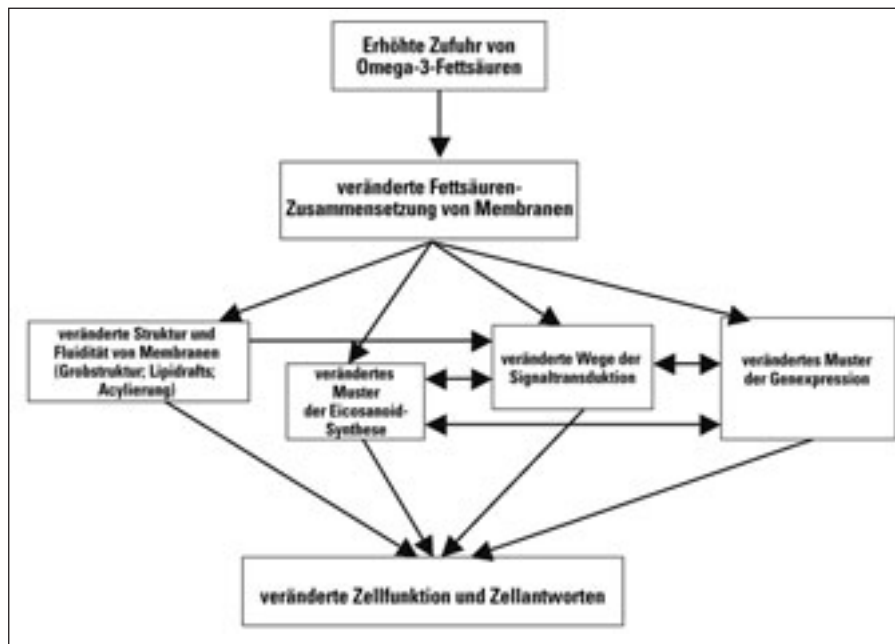 Erhöhte Zufuhr von
Omega-3-Fettsäuren
veränderte Fettsäuren-
Zusammensetzung von Membranen
veränderte Struktur und
Fluidität von Membranen
(Grobstruktur; Lipidrafts;
Acylierung)
verändertes
Muster
der Eicosanoid-
Synthese
veränderte Wege der
Signaltransduktion
verändertes Muster
der Genexpression
veränderte Zellfunktion und Zellantworten